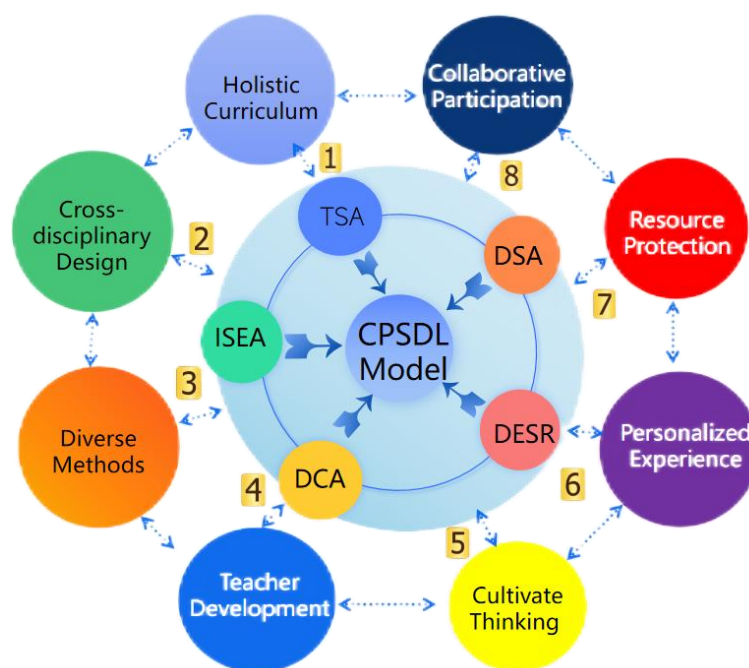 Holistic
Curriculum
Collaborative
Participation
1
8
Cross-
disciplinary
Design
2
TSA
DSA
Resource
Protection
7
ISEA
CPSDL
Model
3
Diverse
Methods
DCA
DESR
Personalized
Experience
4
5
6
Teacher
Development
Cultivate
Thinking